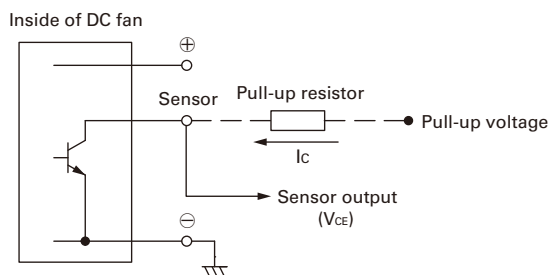 Inside of DC fan
⊕
Sensor
Pull-up resistor
Pull-up voltage
Ic
Sensor output
(VCE)
⊖